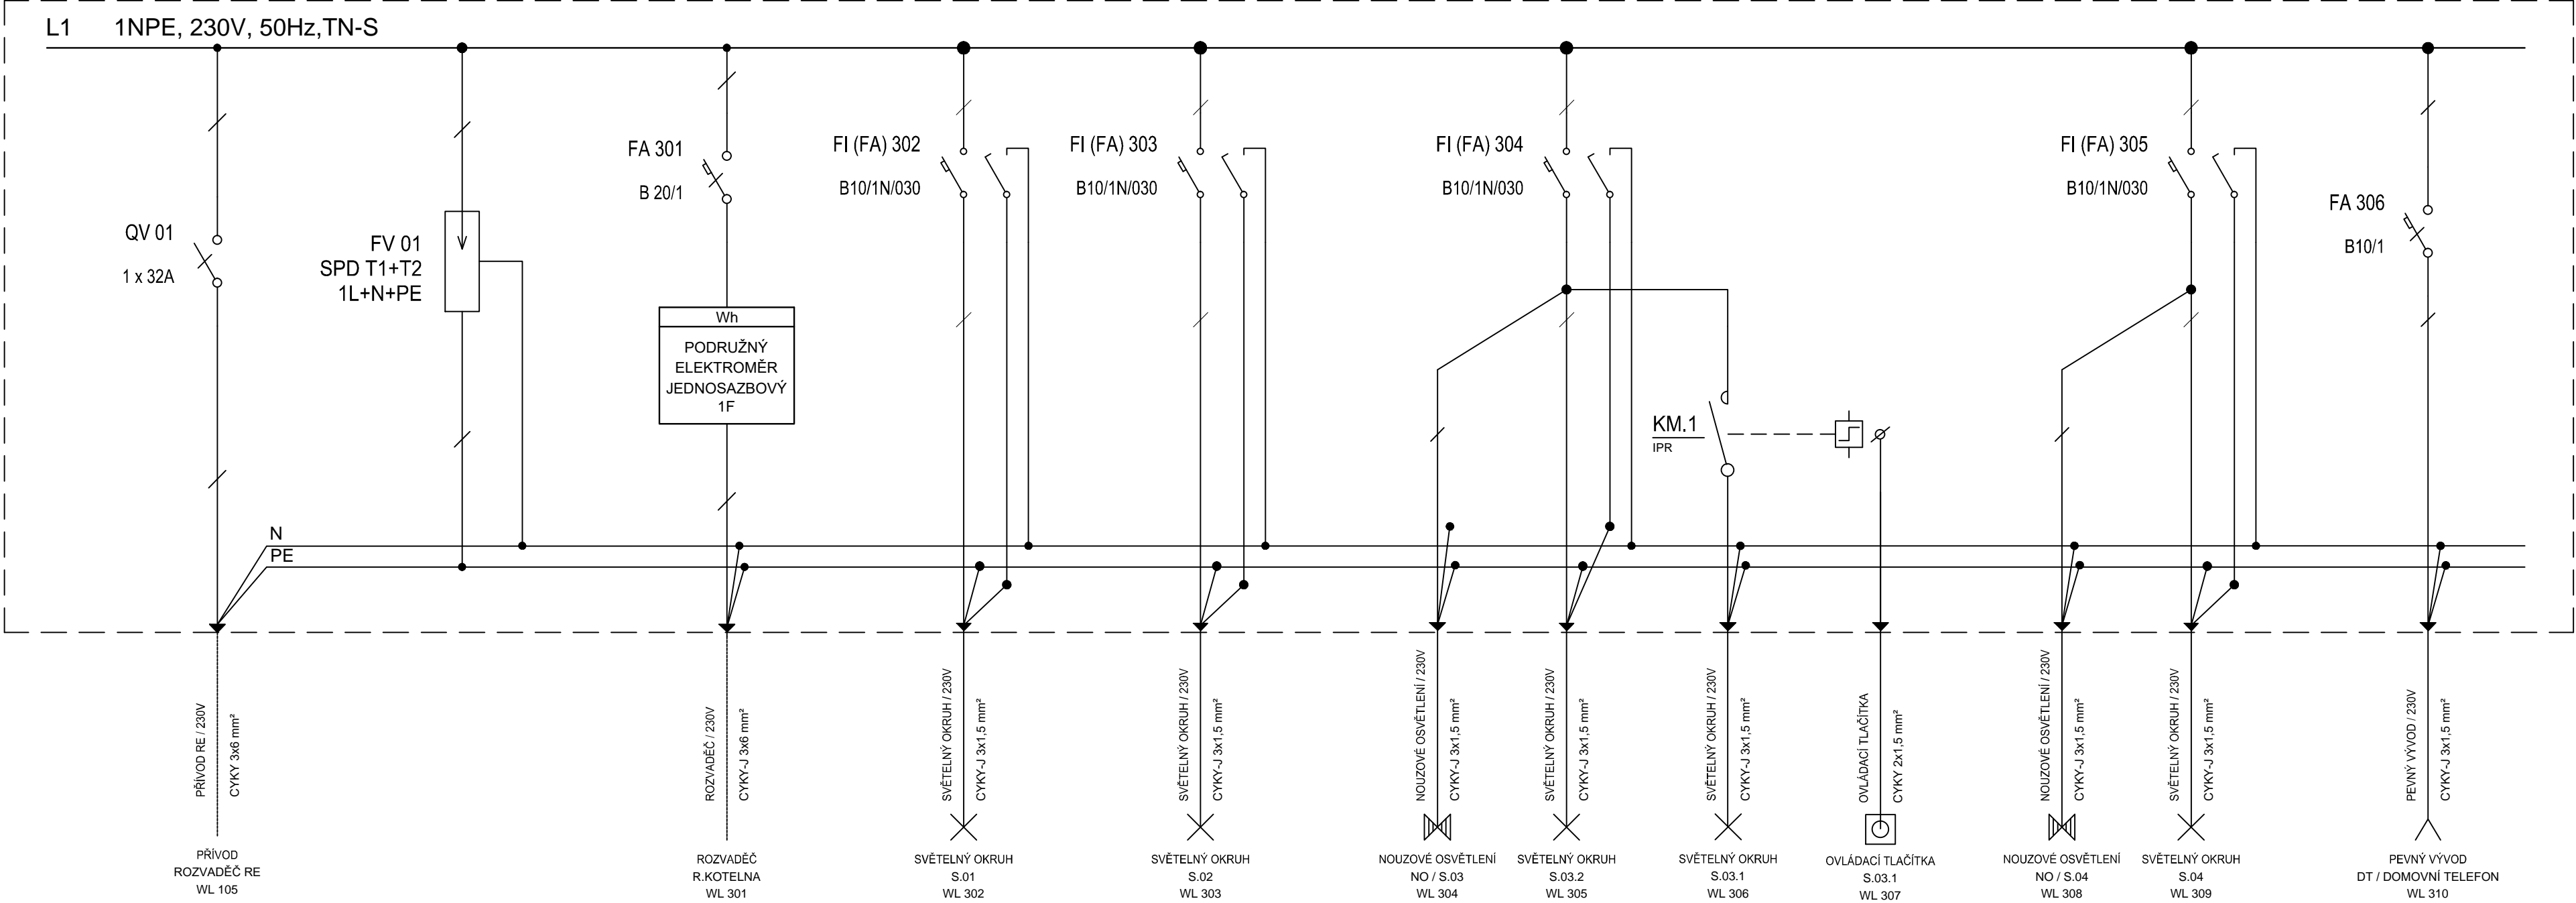 L1 1NPE, 230V, 50Hz,TN-S
QV 01
1 x 32A
FV 01
SPD T1+T2
1L+N+PE
FA 301
B 20/1
Wh
PODRUŽNÝ
ELEKTROMĚR
JEDNOSAZBOVÝ
1F
FI (FA) 302
B10/1N/030
FI (FA) 303
B10/1N/030
FI (FA) 304
B10/1N/030
KM.1
IPR
FI (FA) 305
B10/1N/030
FA 306
B10/1
N
PE
PŘÍVOD RE / 230V
CYKY 3x6 mm²
ROZVADĚČ / 230V
CYKY-J 3x6 mm²
SVĚTELNÝ OKRUH / 230V
CYKY-J 3x1,5 mm²
SVĚTELNÝ OKRUH / 230V
CYKY-J 3x1,5 mm²
NOUZOVÉ OSVĚTLENÍ / 230V
CYKY-J 3x1,5 mm²
SVĚTELNÝ OKRUH / 230V
CYKY-J 3x1,5 mm²
SVĚTELNÝ OKRUH / 230V
CYKY-J 3x1,5 mm²
OVLÁDACÍ TLAČÍTKA
CYKY 2x1,5 mm²
NOUZOVÉ OSVĚTLENÍ / 230V
CYKY-J 3x1,5 mm²
SVĚTELNÝ OKRUH / 230V
CYKY-J 3x1,5 mm²
PEVNÝ VÝVOD / 230V
CYKY-J 3x1,5 mm²
PŘÍVOD
ROZVADĚČ RE
WL 105
ROZVADĚČ
R.KOTELNA
WL 301
SVĚTELNÝ OKRUH
S.01
WL 302
SVĚTELNÝ OKRUH
S.02
WL 303
NOUZOVÉ OSVĚTLENÍ
NO / S.03
WL 304
SVĚTELNÝ OKRUH
S.03.2
WL 305
SVĚTELNÝ OKRUH
S.03.1
WL 306
OVLÁDACÍ TLAČÍTKA
S.03.1
WL 307
NOUZOVÉ OSVĚTLENÍ
NO / S.04
WL 308
SVĚTELNÝ OKRUH
S.04
WL 309
PEVNÝ VÝVOD
DT / DOMOVNÍ TELEFON
WL 310